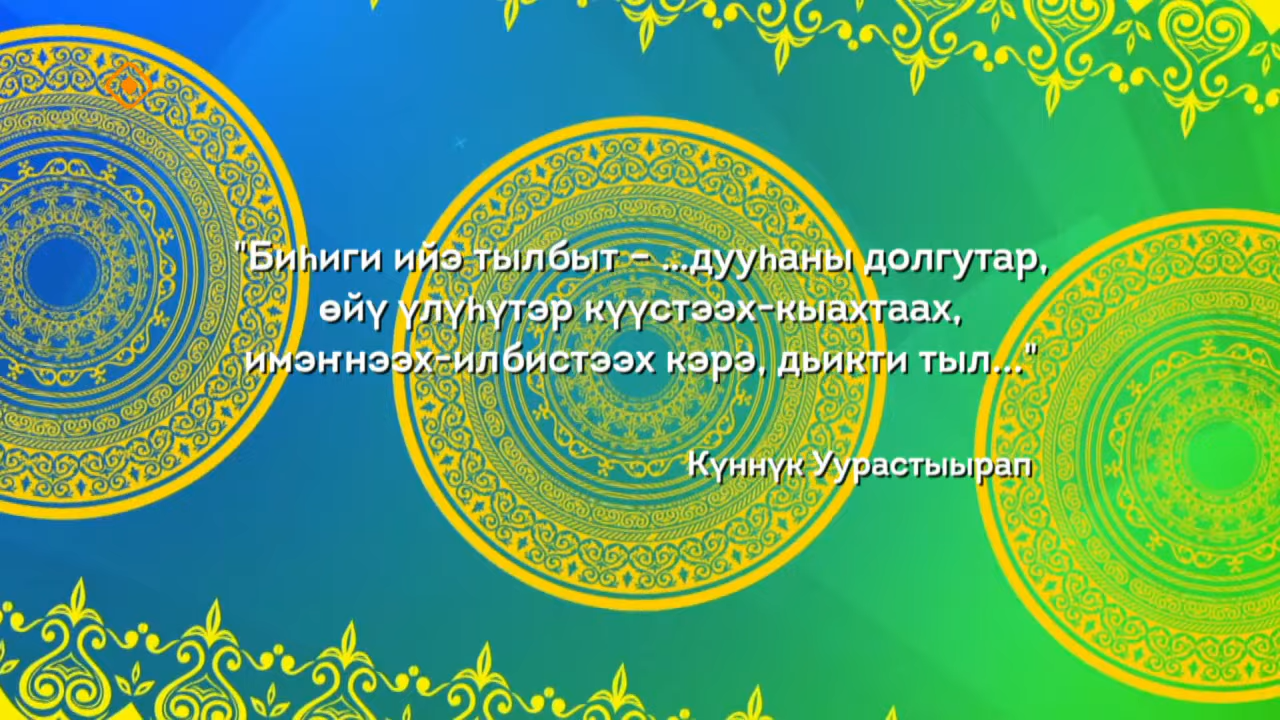 "Биһиги ийэ тылбыт – ...дууһаны долгутар,
өйү үлүһүтэр күүстээх-кыахтаах,
имэҥнээх-илбистээх кэрэ, дьикти тыл..."
Күннүк Уурастыырап